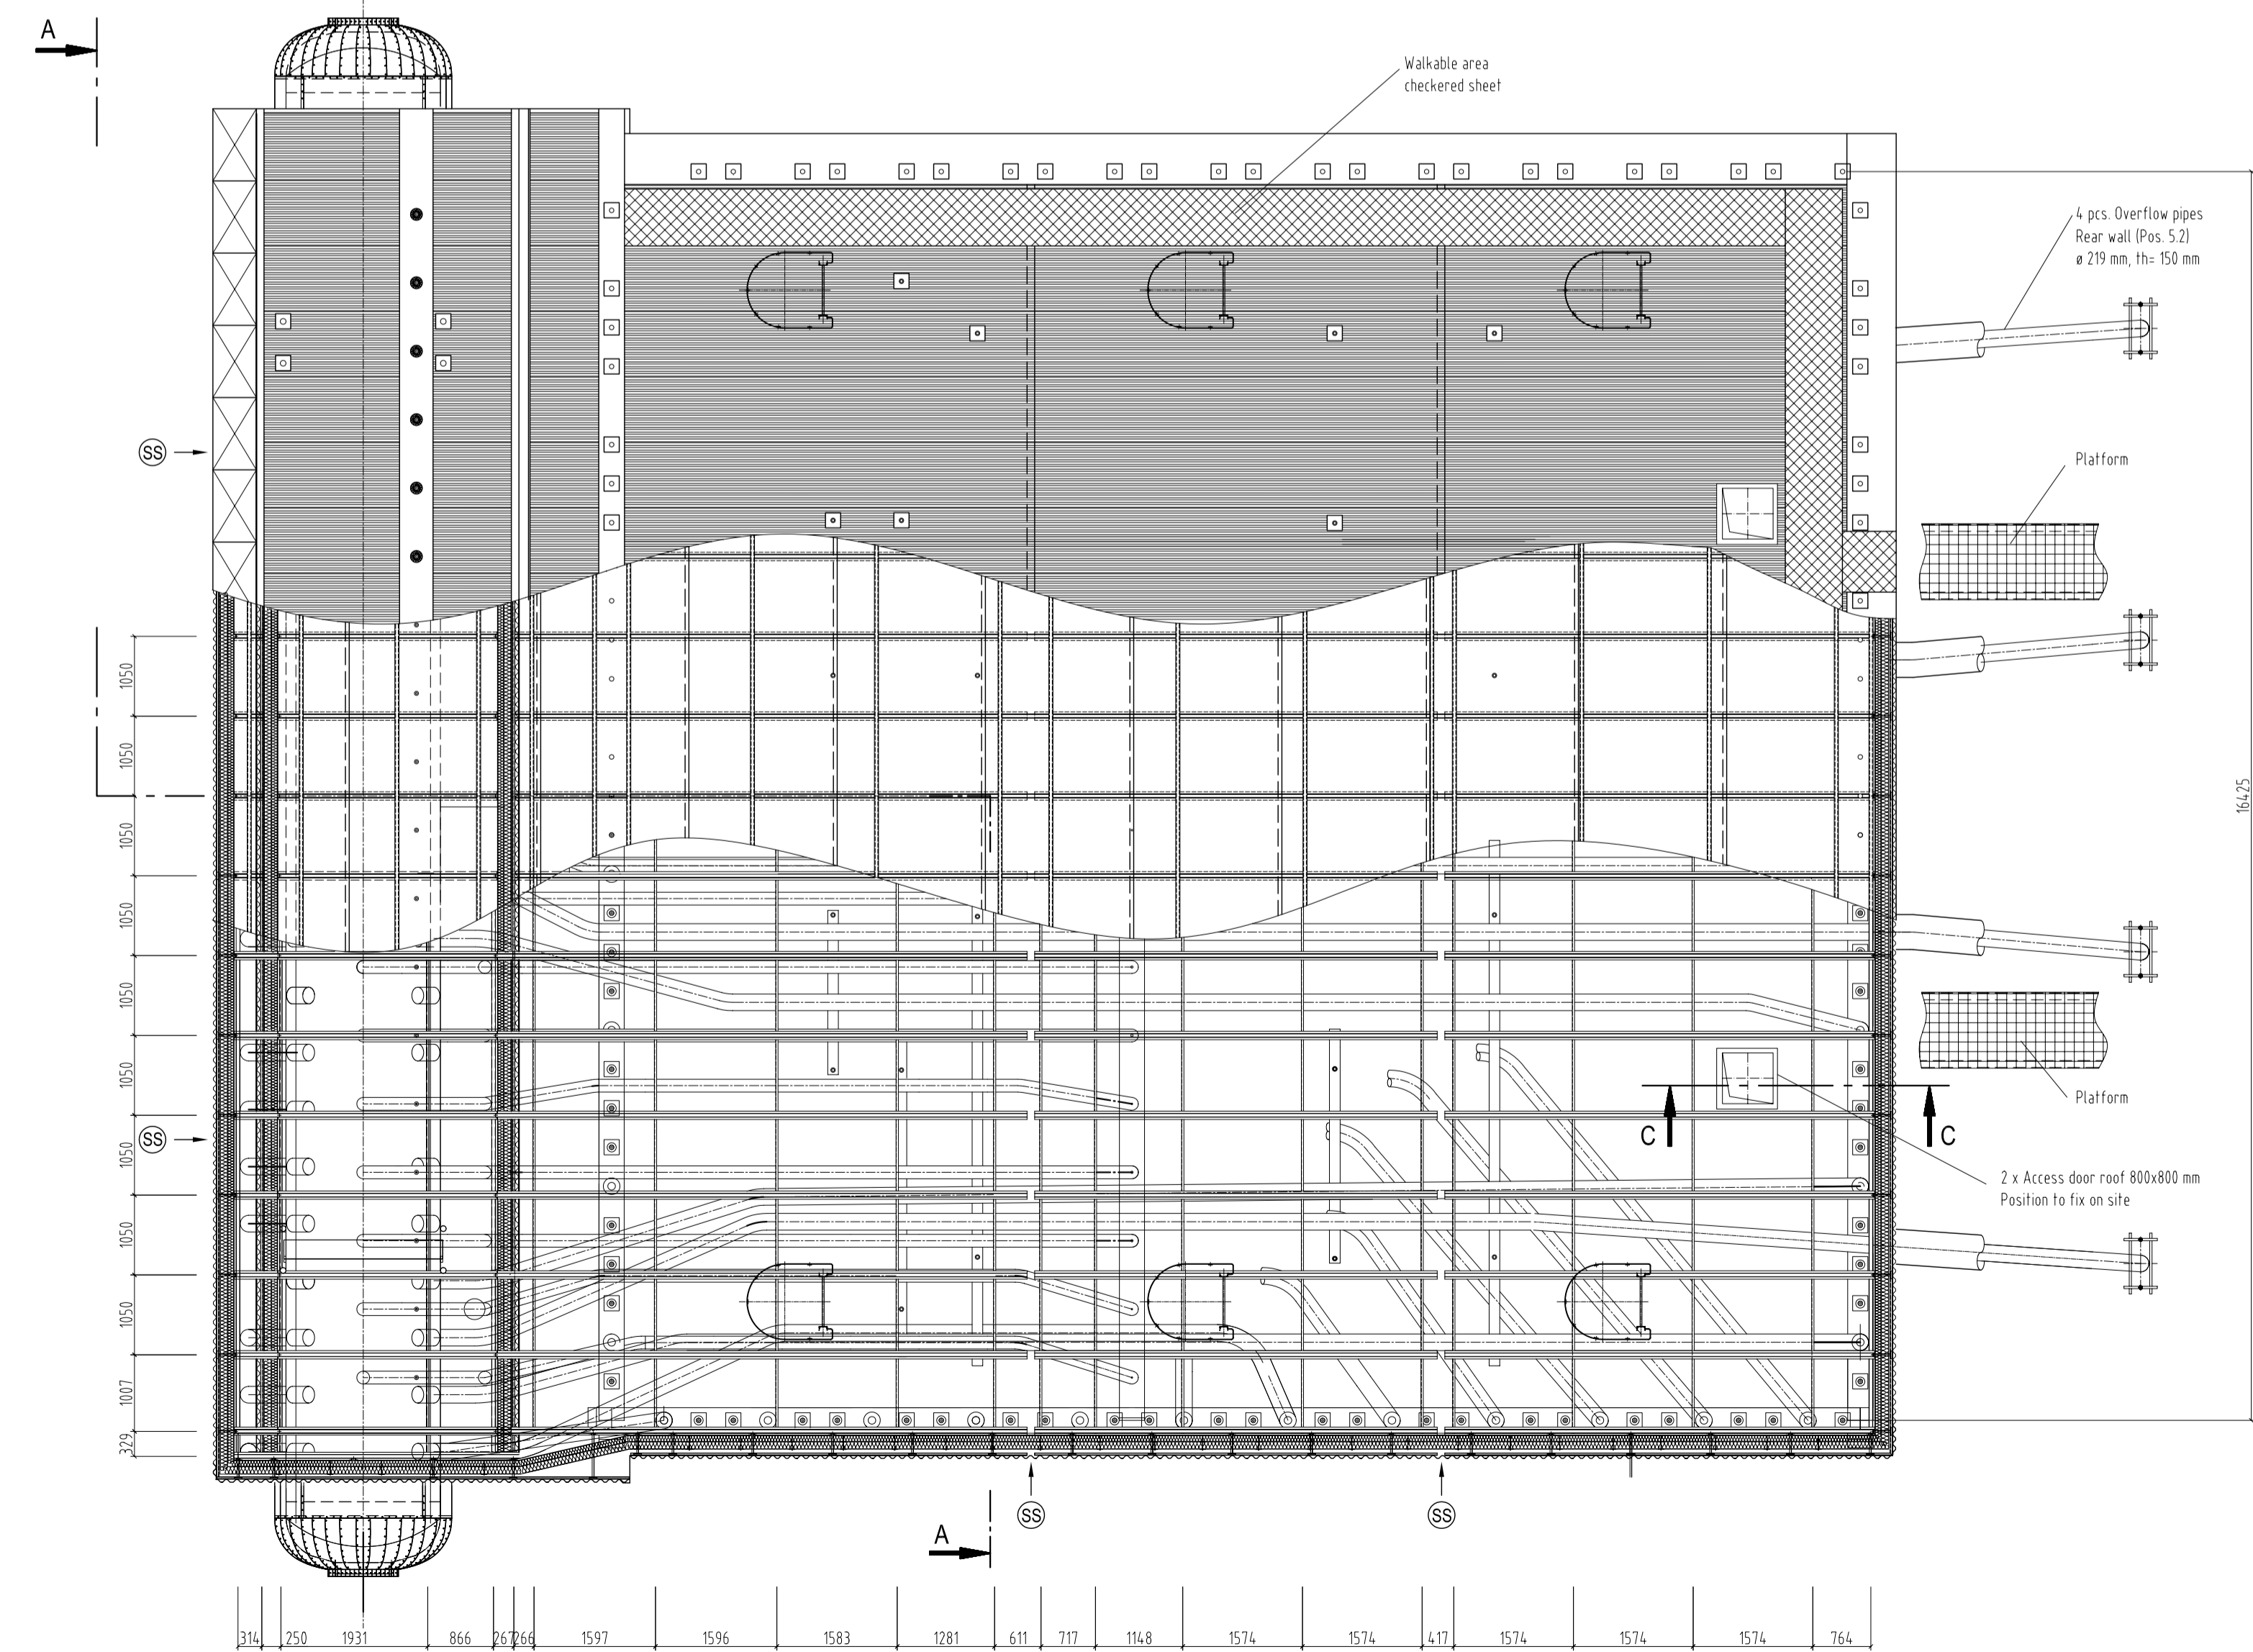 A
Walkable area
checkered sheet
4 pcs. Overflow pipes
Rear wall (Pos. 5.2)
ø 219 mm, th= 150 mm
SS
Platform
1050
1050
1050
1050
1050
1050
1050
1050
1050
1007
329
16425
SS
C
C
Platform
2 x Access door roof 800x800 mm
Position to fix on site
SS
SS
A
314
250
1931
866
267
266
1597
1596
1583
1281
611
717
1148
1574
1574
417
1574
1574
1574
764